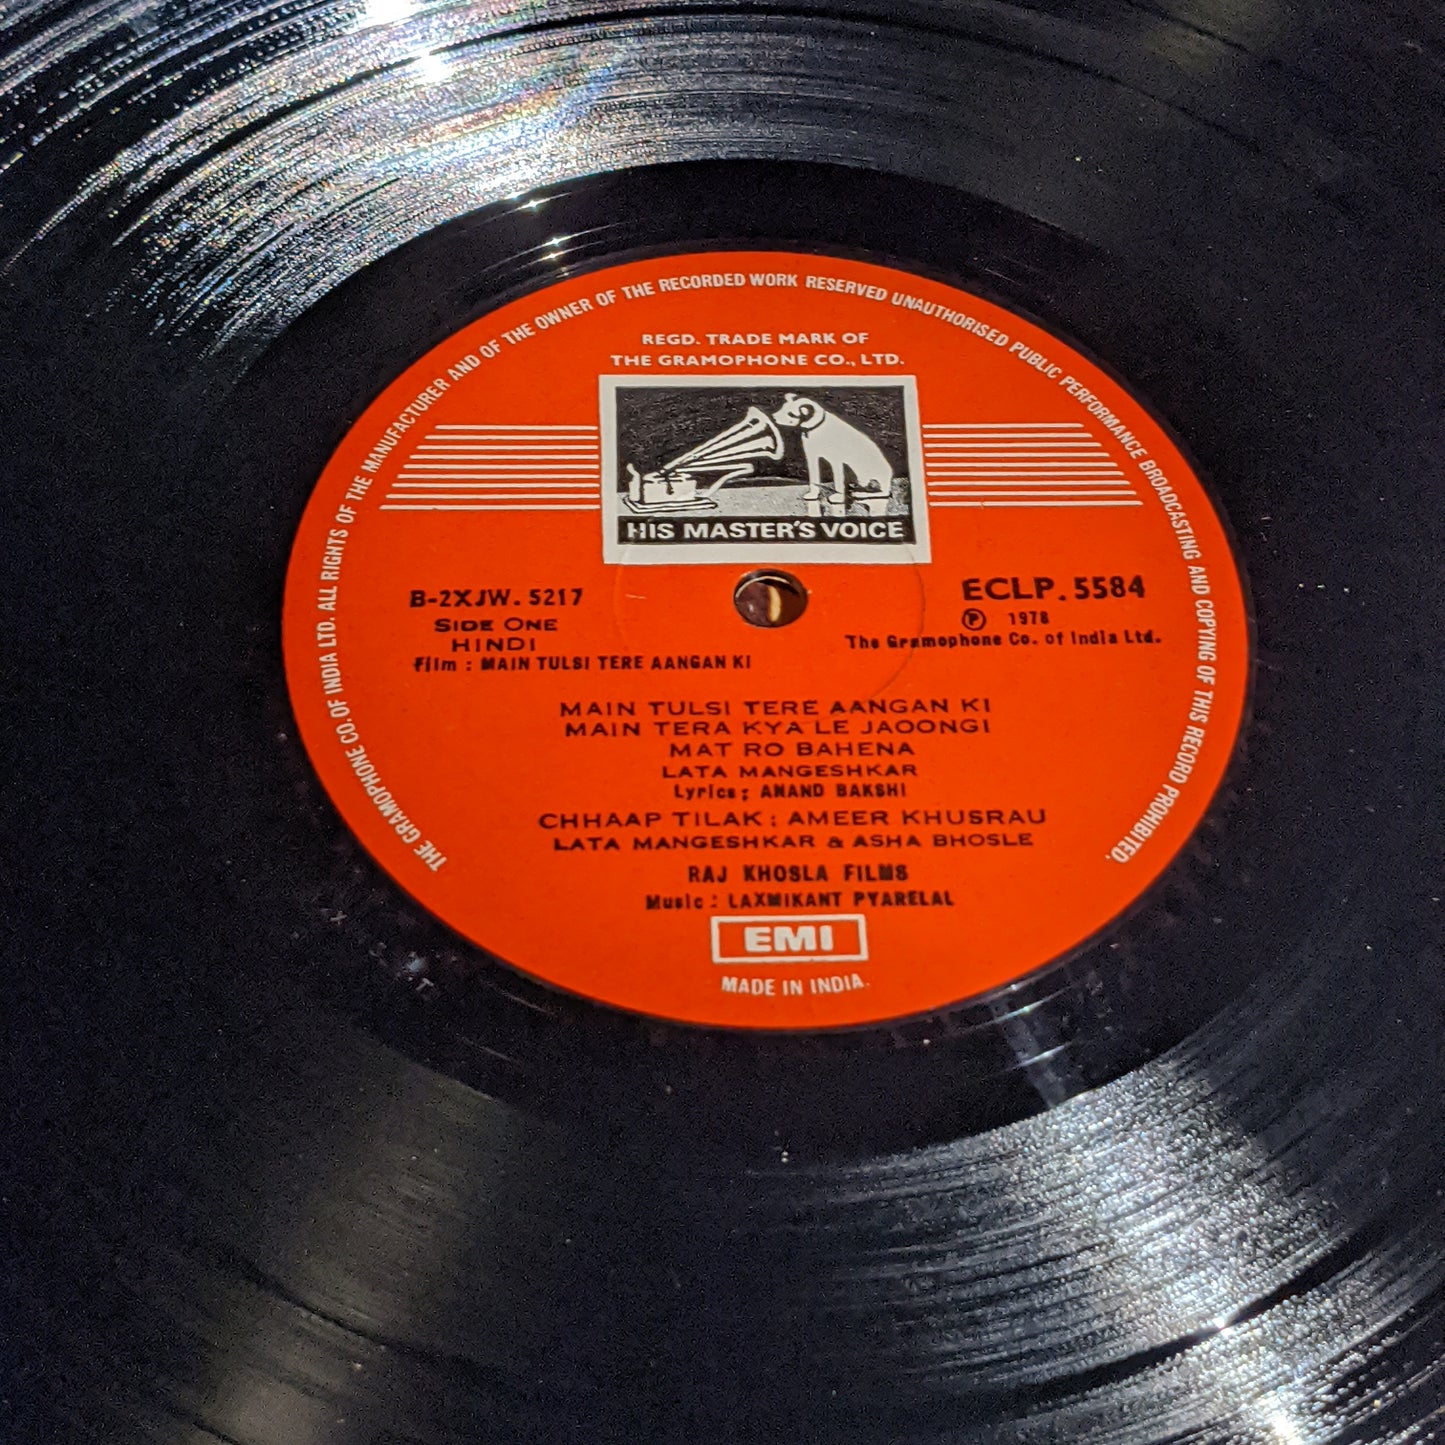 THE GRAMOPHONE CO. OF INDIA LTD. ALL RIGHTS OF THE MANUFACTURER AND OF THE OWNER OF THE RECORDED WORK RESERVED UNAUTHORISED PUBLIC PERFORMANCE BROADCASTING AND COPYING OF THIS RECORD PROHIBITED.
REGD. TRADE MARK OF
THE GRAMOPHONE CO., LTD.
HIS MASTER'S VOICE
B-2XJW. 5217
SIDE ONE
HINDI
Film : MAIN TULSI TERE AANGAN KI
ECLP. 5584
Ⓟ 1978
The Gramophone Co. of India Ltd.
MAIN TULSI TERE AANGAN KI
MAIN TERA KYA LE JAOONGI
MAT RO BAHENA
LATA MANGESHKAR
Lyrics ; ANAND BAKSHI
CHHAAP TILAK : AMEER KHUSRAU
LATA MANGESHKAR & ASHA BHOSLE
RAJ KHOSLA FILMS
Music : LAXMIKANT PYARELAL
EMI
MADE IN INDIA.